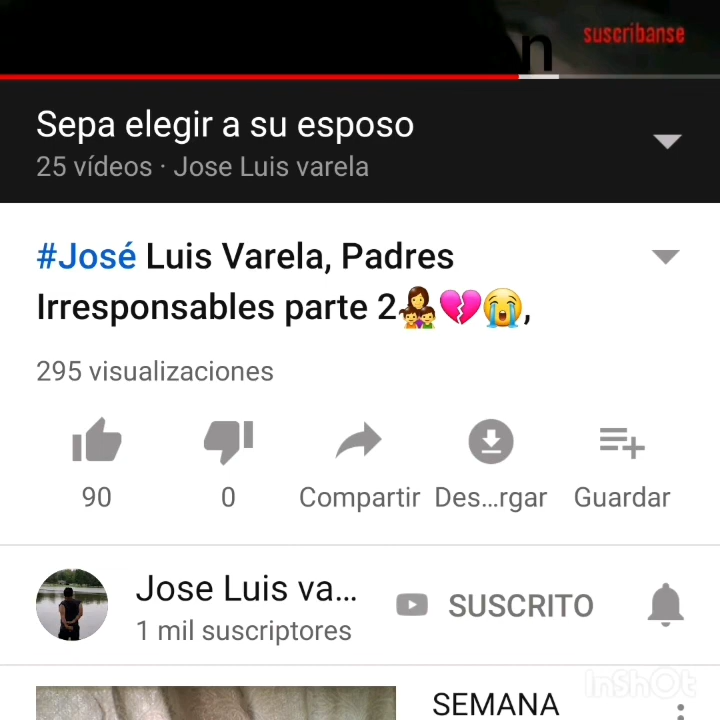 n
suscribanse
Sepa elegir a su esposo
25 vídeos · Jose Luis varela
#José Luis Varela, Padres
Irresponsables parte 2👩‍👧‍👦💔😭,
295 visualizaciones
90
0
Compartir
Des...rgar
Guardar
Jose Luis va...
SUSCRITO
1 mil suscriptores
InShOt
SEMANA